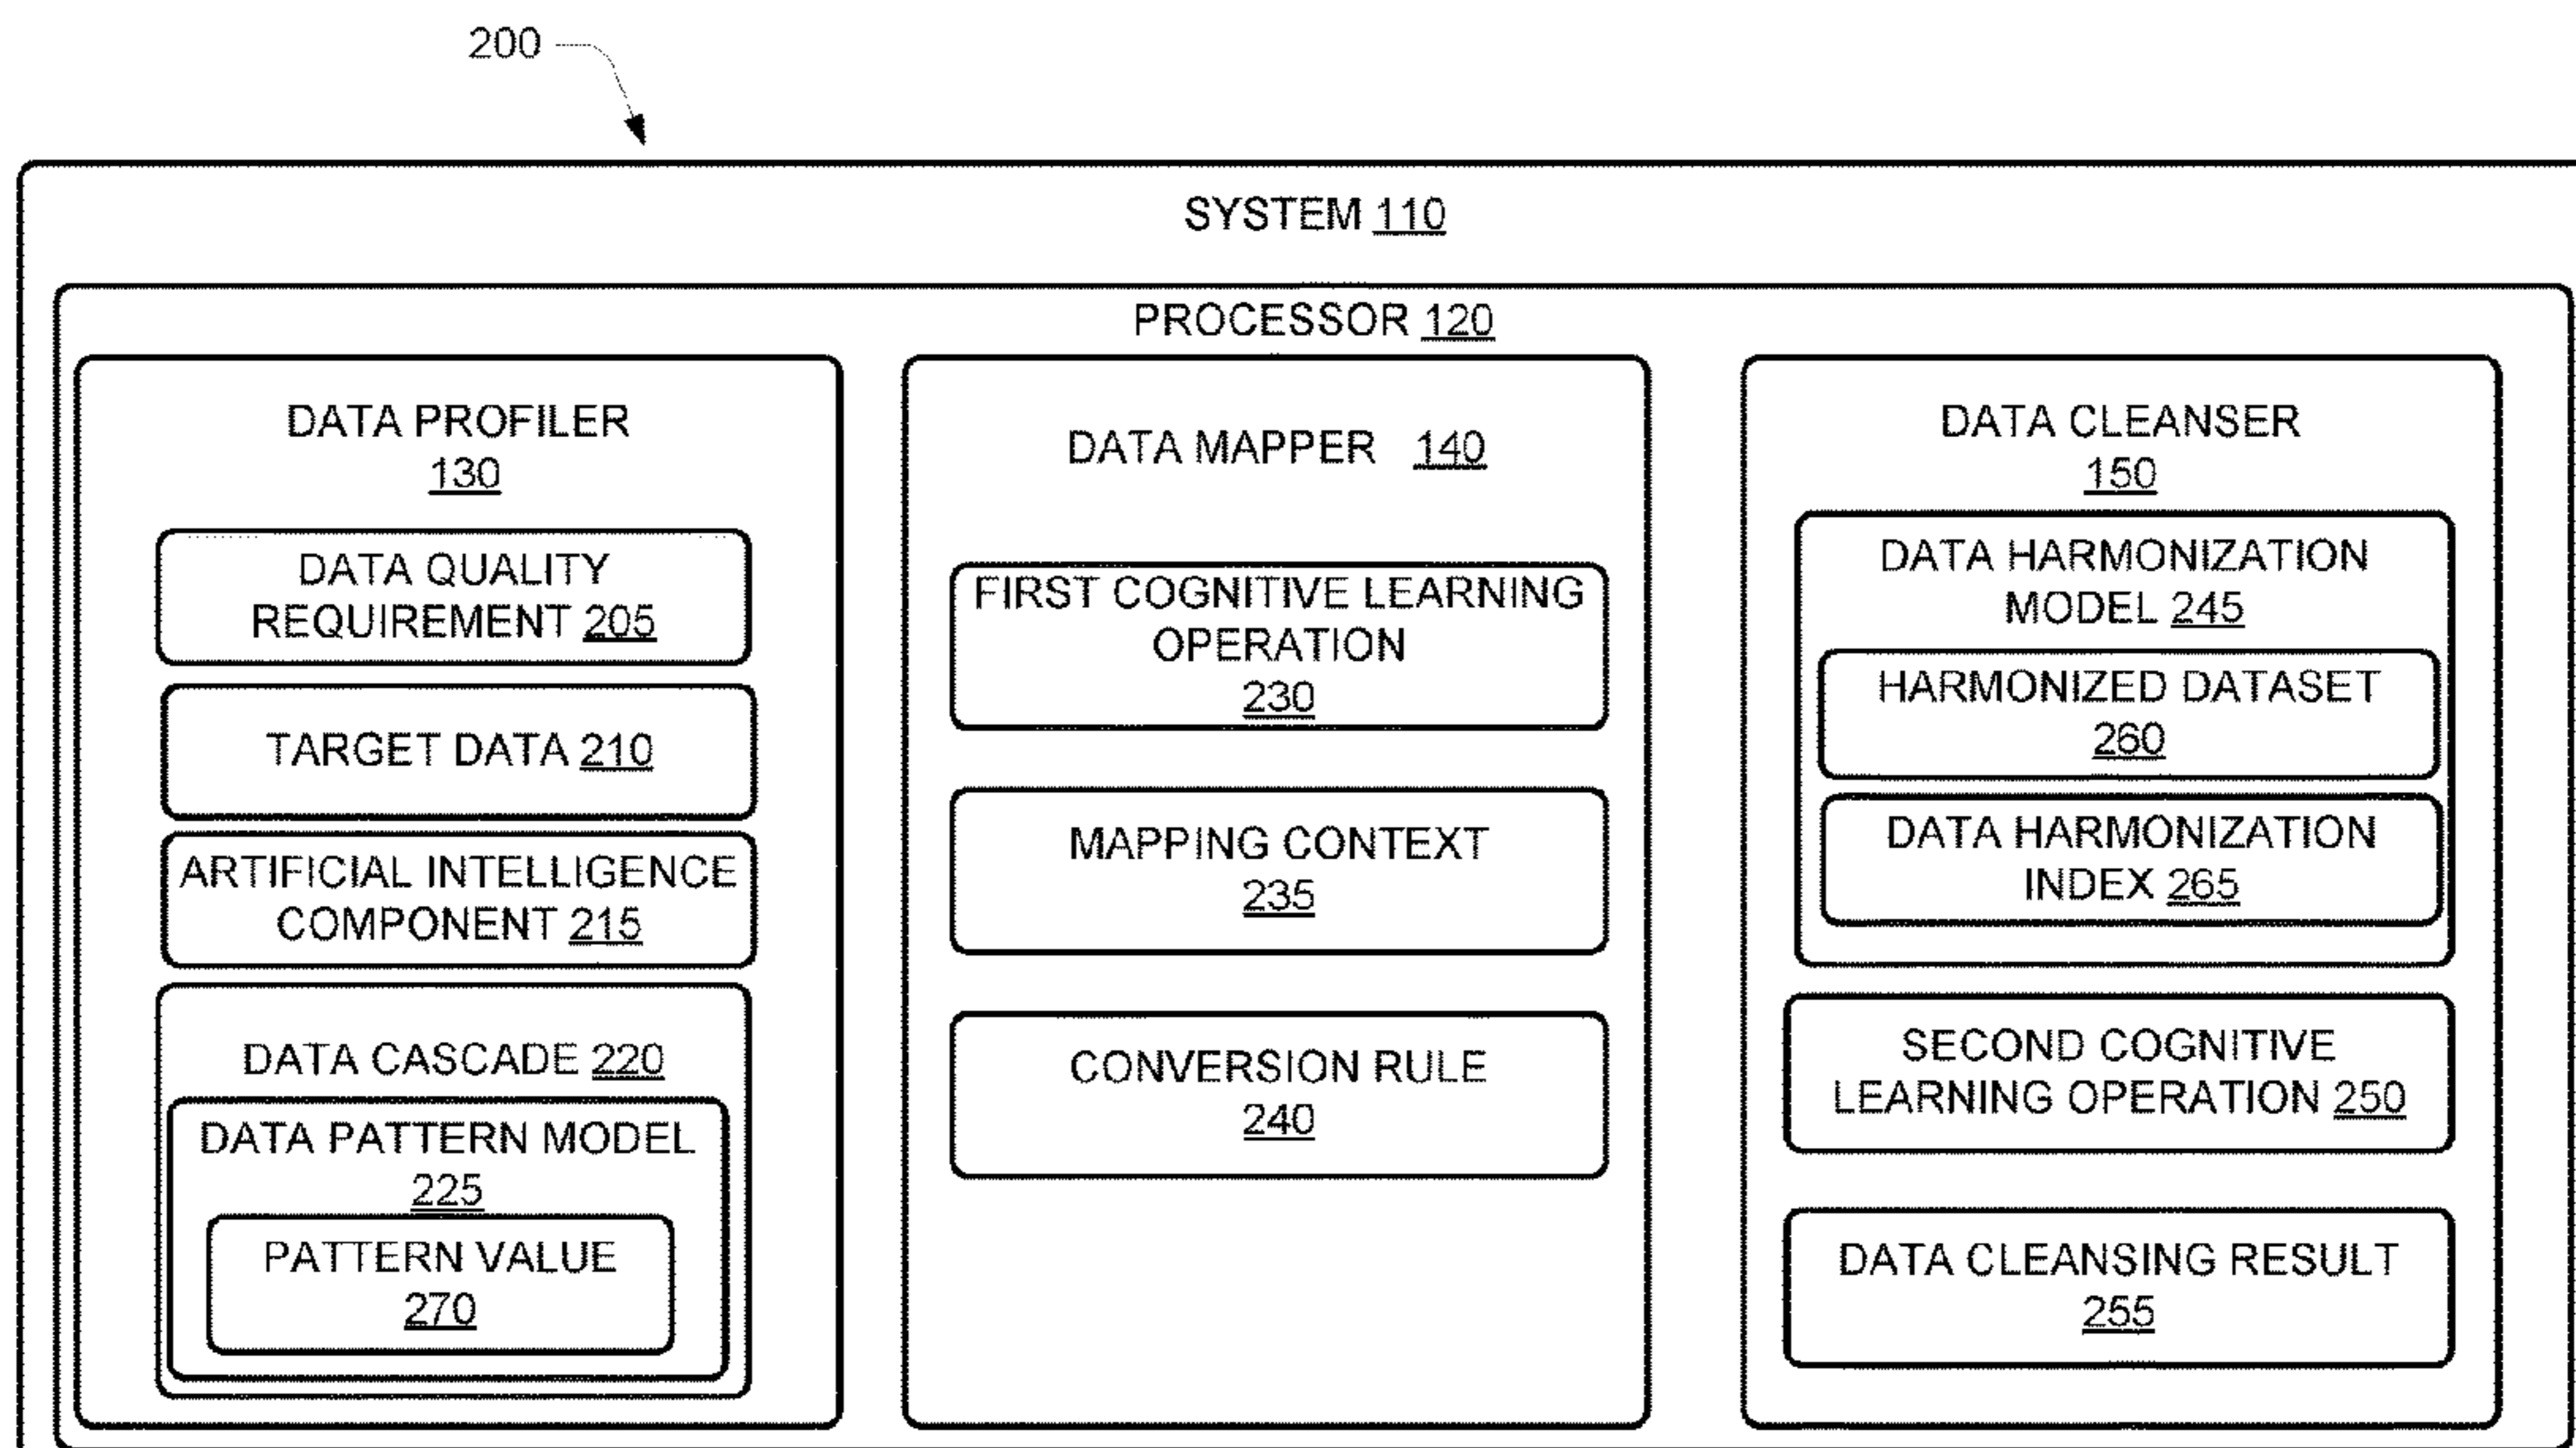 200
SYSTEM 110
PROCESSOR 120
DATA PROFILER
130
DATA QUALITY
REQUIREMENT 205
TARGET DATA 210
ARTIFICIAL INTELLIGENCE
COMPONENT 215
DATA CASCADE 220
DATA PATTERN MODEL
225
PATTERN VALUE
270
DATA MAPPER 140
FIRST COGNITIVE LEARNING
OPERATION
230
MAPPING CONTEXT
235
CONVERSION RULE
240
DATA CLEANSER
150
DATA HARMONIZATION
MODEL 245
HARMONIZED DATASET
260
DATA HARMONIZATION
INDEX 265
SECOND COGNITIVE
LEARNING OPERATION 250
DATA CLEANSING RESULT
255